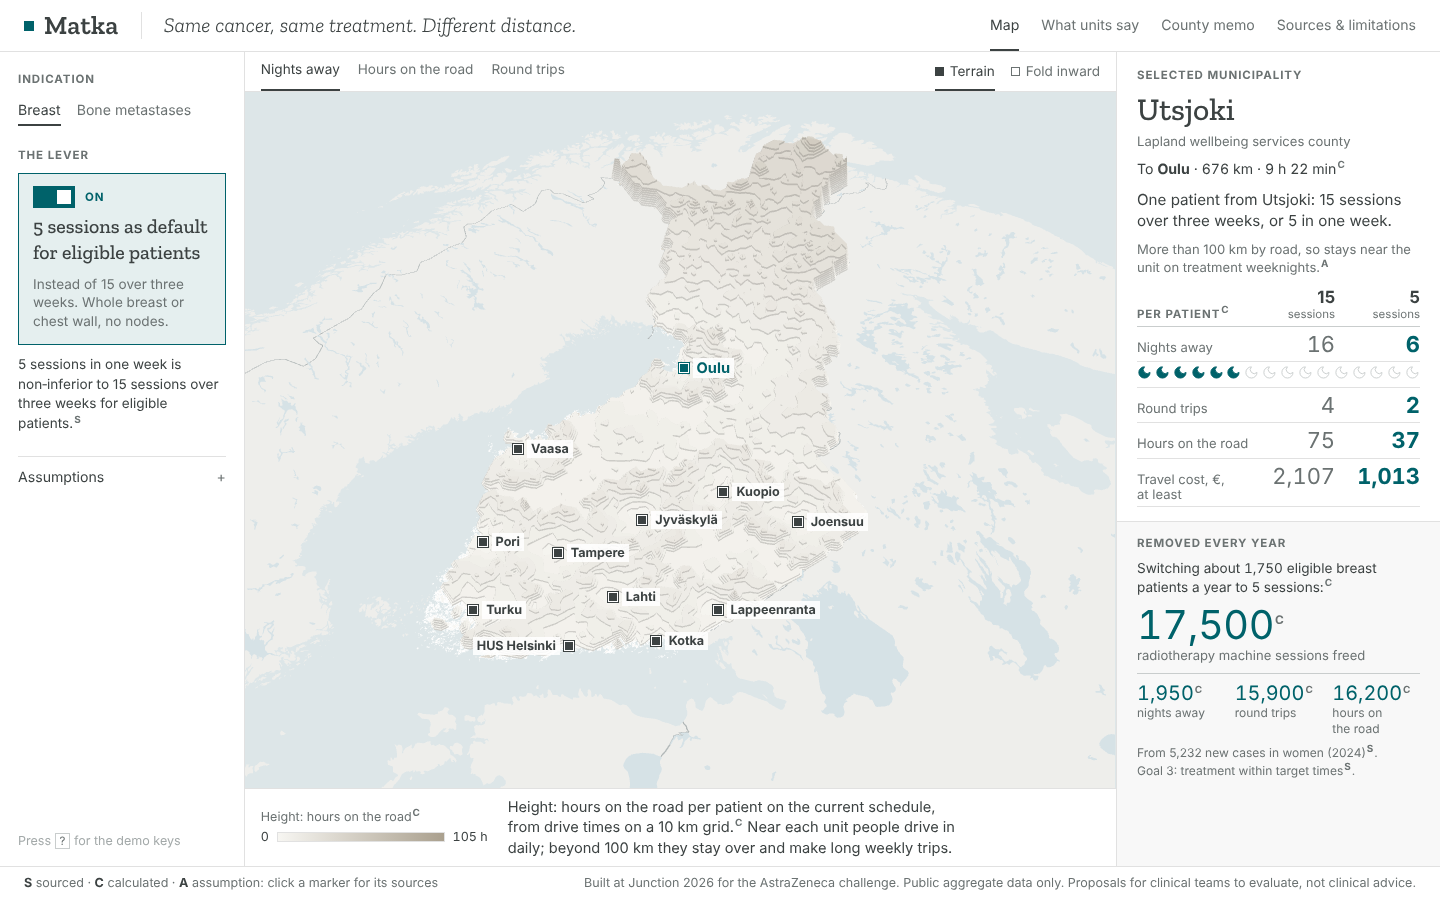 Matka
Same cancer, same treatment. Different distance.
Map
What units say
County memo
Sources & limitations
INDICATION
Breast
Bone metastases
THE LEVER
ON
5 sessions as default
for eligible patients
Instead of 15 over three
weeks. Whole breast or
chest wall, no nodes.
5 sessions in one week is
non-inferior to 15 sessions over
three weeks for eligible
patients.S
Assumptions +
Press ? for the demo keys
Nights away
Hours on the road
Round trips
Terrain
Fold inward
Oulu
Vaasa
Kuopio
Jyväskylä
Joensuu
Pori
Tampere
Lahti
Turku
Lappeenranta
HUS Helsinki
Kotka
Height: hours on the roadC
0 105 h
Height: hours on the road per patient on the current schedule,
from drive times on a 10 km grid.C Near each unit people drive in
daily; beyond 100 km they stay over and make long weekly trips.
SELECTED MUNICIPALITY
Utsjoki
Lapland wellbeing services county
To Oulu · 676 km · 9 h 22 minC
One patient from Utsjoki: 15 sessions
over three weeks, or 5 in one week.
More than 100 km by road, so stays near the
unit on treatment weeknights.A
15 5
PER PATIENTC sessions sessions
Nights away 16 6
Round trips 4 2
Hours on the road 75 37
Travel cost, €, 2,107 1,013
at least
REMOVED EVERY YEAR
Switching about 1,750 eligible breast
patients a year to 5 sessions:C
17,500C
radiotherapy machine sessions freed
1,950C 15,900C 16,200C
nights away round trips hours on
the road
From 5,232 new cases in women (2024)S.
Goal 3: treatment within target timesS.
S sourced · C calculated · A assumption: click a marker for its sources
Built at Junction 2026 for the AstraZeneca challenge. Public aggregate data only. Proposals for clinical teams to evaluate, not clinical advice.